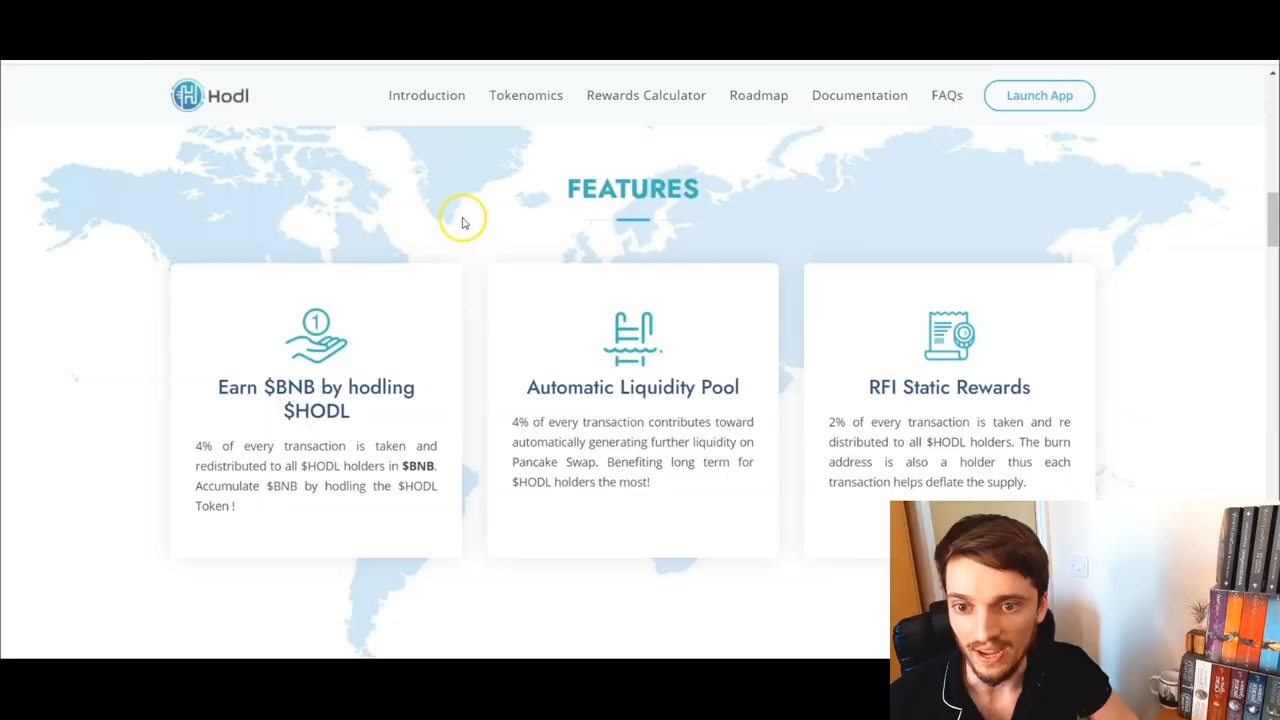 Hodl
Introduction
Tokenomics
Rewards Calculator
Roadmap
Documentation
FAQs
Launch App
FEATURES
1
Earn $BNB by hodling
$HODL
4% of every transaction is taken and
redistributed to all $HODL holders in $BNB.
Accumulate $BNB by hodling the $HODL
Token !
Automatic Liquidity Pool
4% of every transaction contributes toward
automatically generating further liquidity on
Pancake Swap. Benefiting long term for
$HODL holders the most!
RFI Static Rewards
2% of every transaction is taken and re
distributed to all $HODL holders. The burn
address is also a holder thus each
transaction helps deflate the supply.